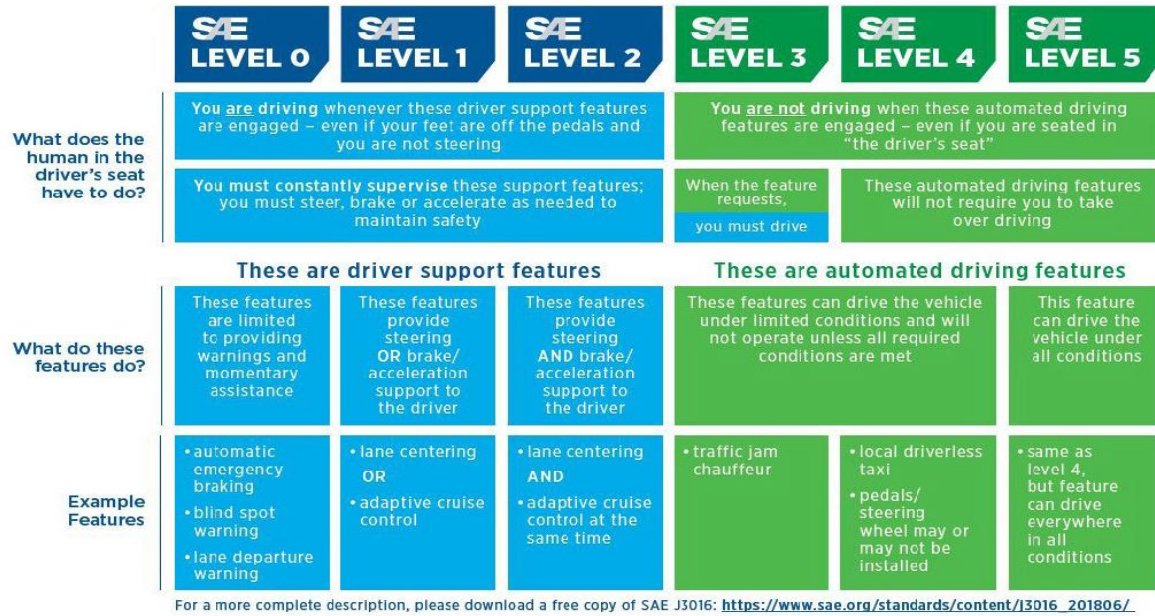 SAE
LEVEL 0
SAE
LEVEL 1
SAE
LEVEL 2
SAE
LEVEL 3
SAE
LEVEL 4
SAE
LEVEL 5
What does the
human in the
driver's seat
have to do?
You are driving whenever these driver support features
are engaged – even if your feet are off the pedals and
you are not steering
You are not driving when these automated driving
features are engaged – even if you are seated in
"the driver's seat"
You must constantly supervise these support features;
you must steer, brake or accelerate as needed to
maintain safety
When the feature
requests,
you must drive
These automated driving features
will not require you to take
over driving
These are driver support features
These are automated driving features
What do these
features do?
These features
are limited
to providing
warnings and
momentary
assistance
These features
provide
steering
OR brake/
acceleration
support to
the driver
These features
provide
steering
AND brake/
acceleration
support to
the driver
These features can drive the vehicle
under limited conditions and will
not operate unless all required
conditions are met
This feature
can drive the
vehicle under
all conditions
Example
Features
• automatic
emergency
braking
• blind spot
warning
• lane departure
warning
• lane centering
OR
• adaptive cruise
control
• lane centering
AND
• adaptive cruise
control at the
same time
• traffic jam
chauffeur
• local driverless
taxi
• pedals/
steering
wheel may or
may not be
installed
• same as
level 4,
but feature
can drive
everywhere
in all
conditions
For a more complete description, please download a free copy of SAE J3016: https://www.sae.org/standards/content/J3016_201806/